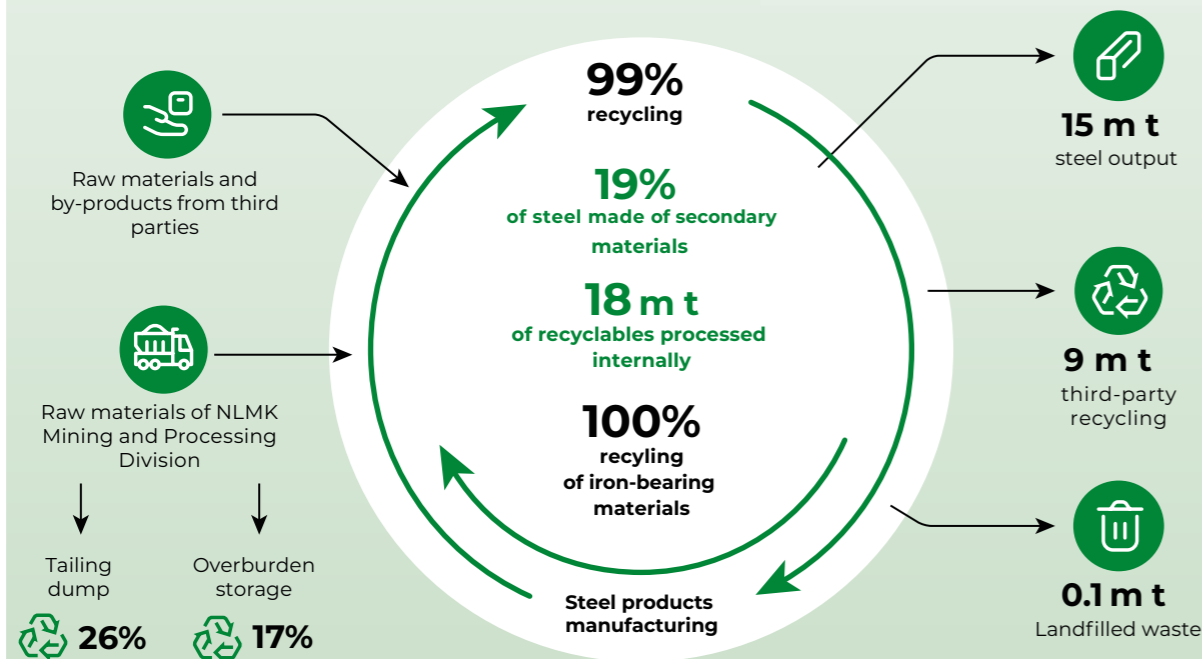 99%
recycling
19%
of steel made of secondary
materials
18 m t
of recyclables processed
internally
100%
recyling
of iron-bearing
materials
Steel products
manufacturing
Raw materials and
by-products from third
parties
Raw materials of NLMK
Mining and Processing
Division
Tailing
dump
26%
Overburden
storage
17%
15 m t
steel output
9 m t
third-party
recycling
0.1 m t
Landfilled waste